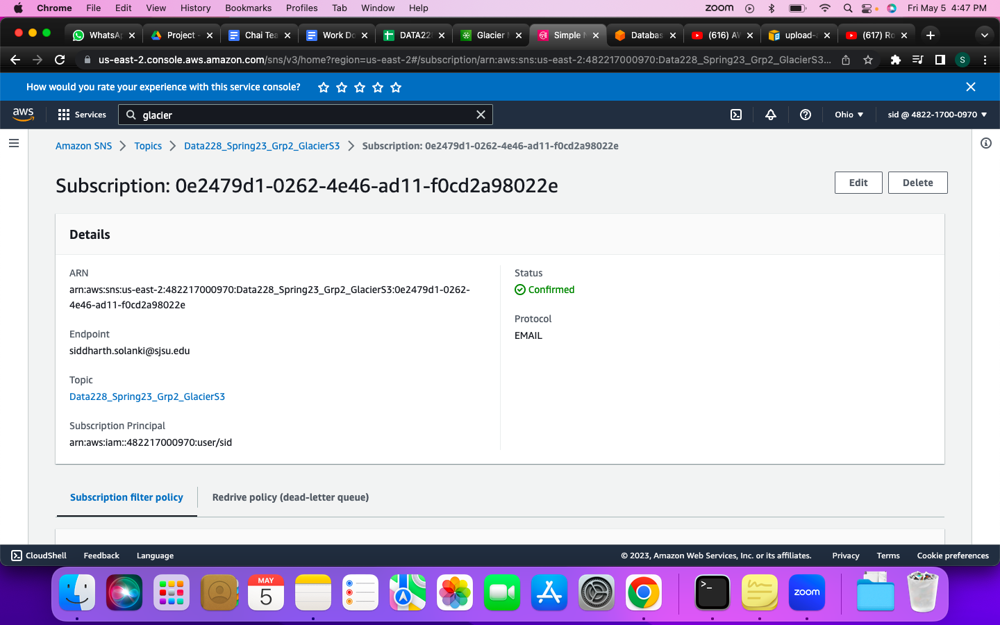 Chrome File Edit View History Bookmarks Profiles Tab Window Help zoom Fri May 5 4:47 PM
WhatsAp Project - Chai Tea Work Do DATA22 Glacier Simple Databas (616) AV upload- (617) Ro
us-east-2.console.aws.amazon.com/sns/v3/home?region=us-east-2#/subscription/arn:aws:sns:us-east-2:482217000970:Data228_Spring23_Grp2_GlacierS3... S
How would you rate your experience with this service console?
aws Services glacier Ohio sid @ 4822-1700-0970
Amazon SNS Topics Data228_Spring23_Grp2_GlacierS3 Subscription: 0e2479d1-0262-4e46-ad11-f0cd2a98022e
Subscription: 0e2479d1-0262-4e46-ad11-f0cd2a98022e Edit Delete
Details
ARN
arn:aws:sns:us-east-2:482217000970:Data228_Spring23_Grp2_GlacierS3:0e2479d1-0262-
4e46-ad11-f0cd2a98022e
Endpoint
siddharth.solanki@sjsu.edu
Topic
Data228_Spring23_Grp2_GlacierS3
Subscription Principal
arn:aws:iam::482217000970:user/sid
Status
Confirmed
Protocol
EMAIL
Subscription filter policy Redrive policy (dead-letter queue)
CloudShell Feedback Language © 2023, Amazon Web Services, Inc. or its affiliates. Privacy Terms Cookie preferences
MAY
5
zoom